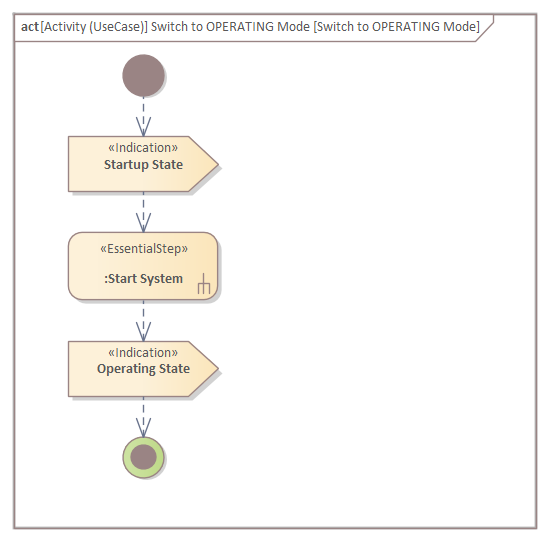 act [Activity (UseCase)] Switch to OPERATING Mode [Switch to OPERATING Mode]
«Indication»
Startup State
«EssentialStep»
:Start System
«Indication»
Operating State